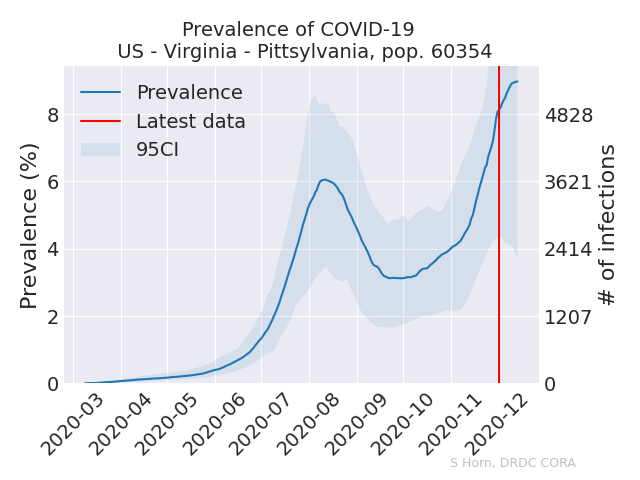 Prevalence of COVID-19
US - Virginia - Pittsylvania, pop. 60354
Prevalence
Latest data
95CI
Prevalence (%)
8
6
4
2
0
4828
3621
2414
1207
0
# of infections
2020-03
2020-04
2020-05
2020-06
2020-07
2020-08
2020-09
2020-10
2020-11
2020-12
S Horn, DRDC CORA